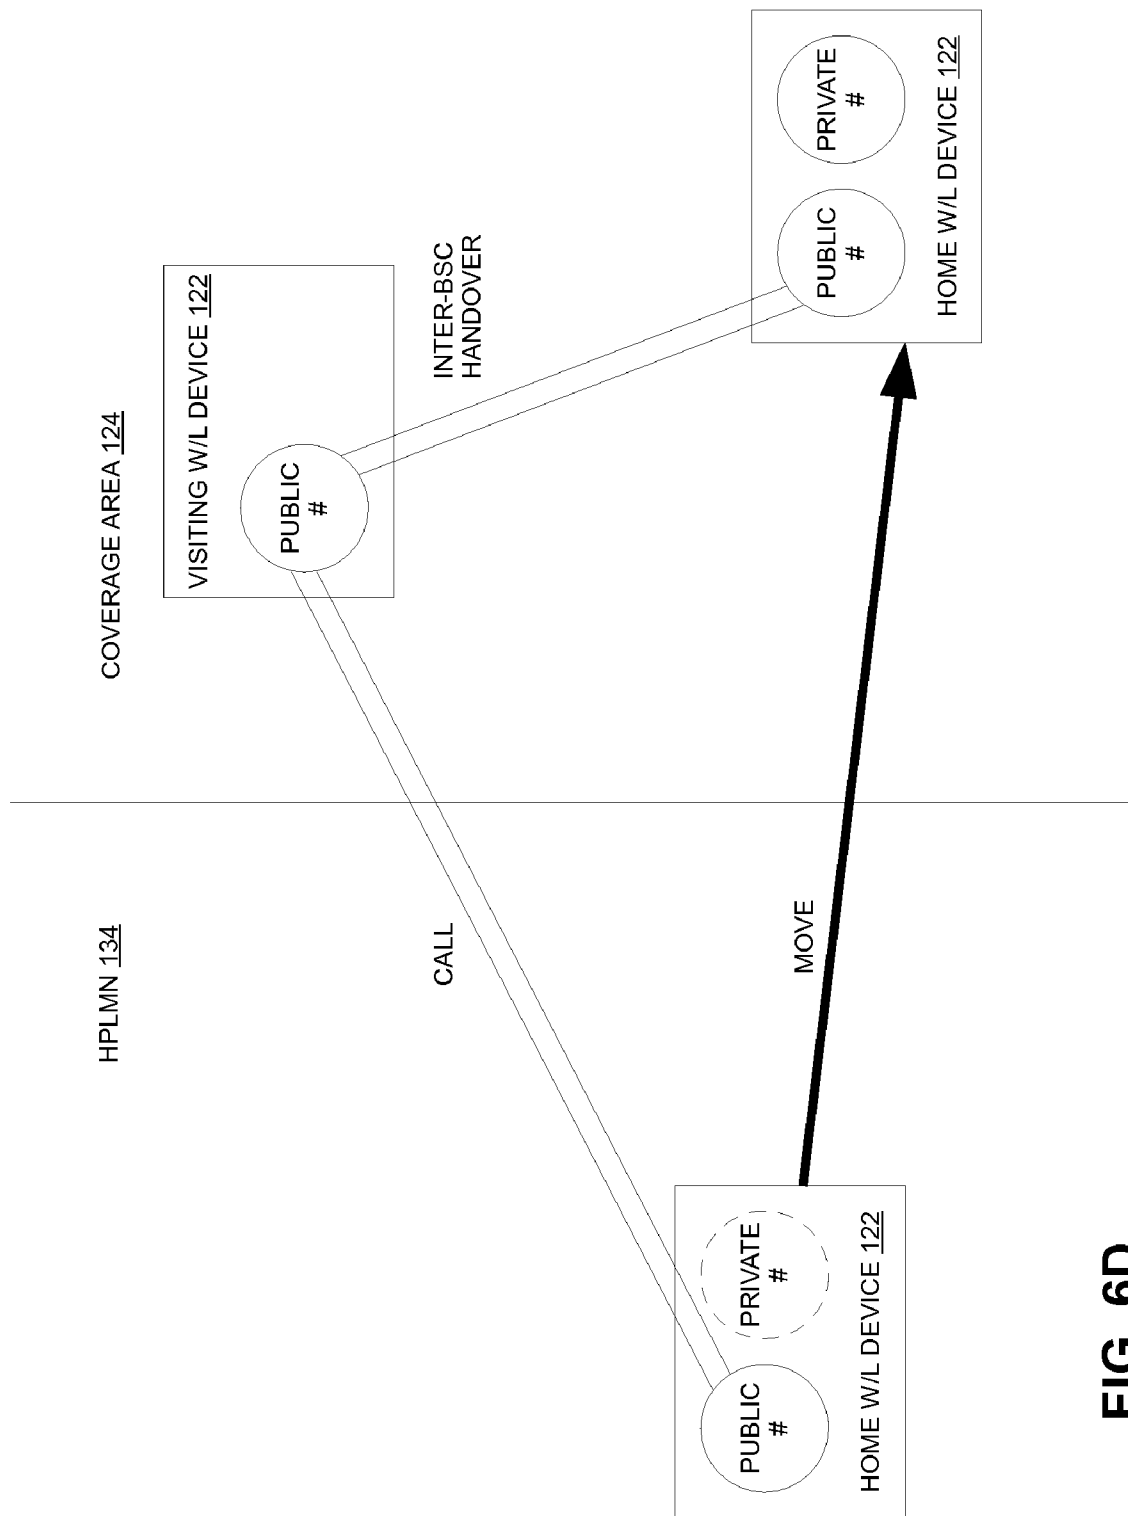 HPLMN 134
COVERAGE AREA 124
VISITING W/L DEVICE 122
PUBLIC
#
CALL
INTER-BSC
HANDOVER
MOVE
PUBLIC
#
PRIVATE
#
HOME W/L DEVICE 122
PUBLIC
#
PRIVATE
#
HOME W/L DEVICE 122
FIG. 6D